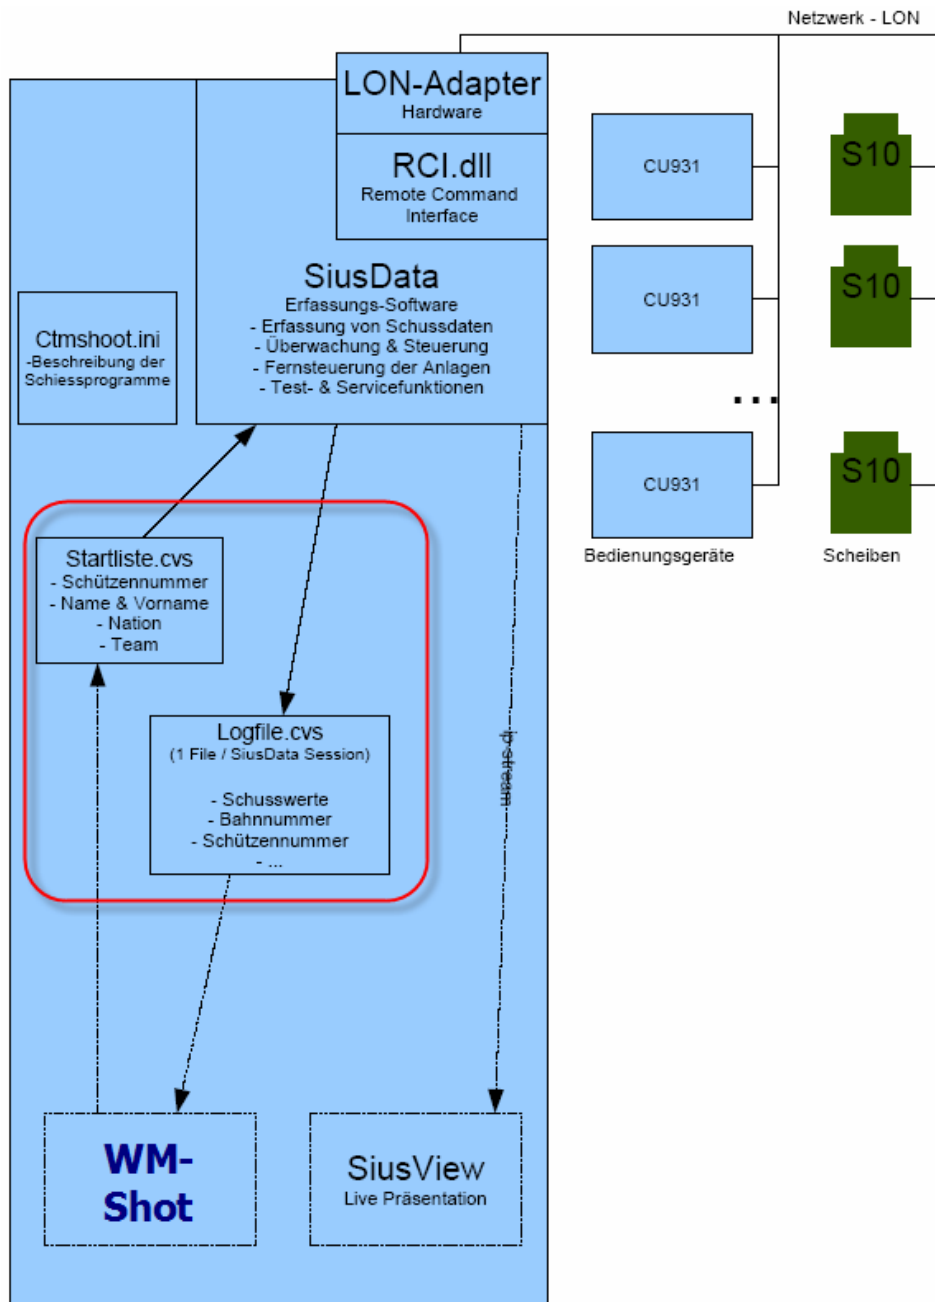 Netzwerk - LON
LON-Adapter
Hardware
RCI.dll
Remote Command
Interface
SiusData
Erfassungs-Software
- Erfassung von Schussdaten
- Überwachung & Steuerung
- Fernsteuerung der Anlagen
- Test- & Servicefunktionen
Ctmshoot.ini
-Beschreibung der
Schiessprogramme
CU931
S10
CU931
S10
...
CU931
S10
Bedienungsgeräte
Scheiben
Startliste.cvs
- Schützennummer
- Name & Vorname
- Nation
- Team
Logfile.cvs
(1 File / SiusData Session)
- Schusswerte
- Bahnnummer
- Schützennummer
- ...
ip-stream
WM-
Shot
SiusView
Live Präsentation